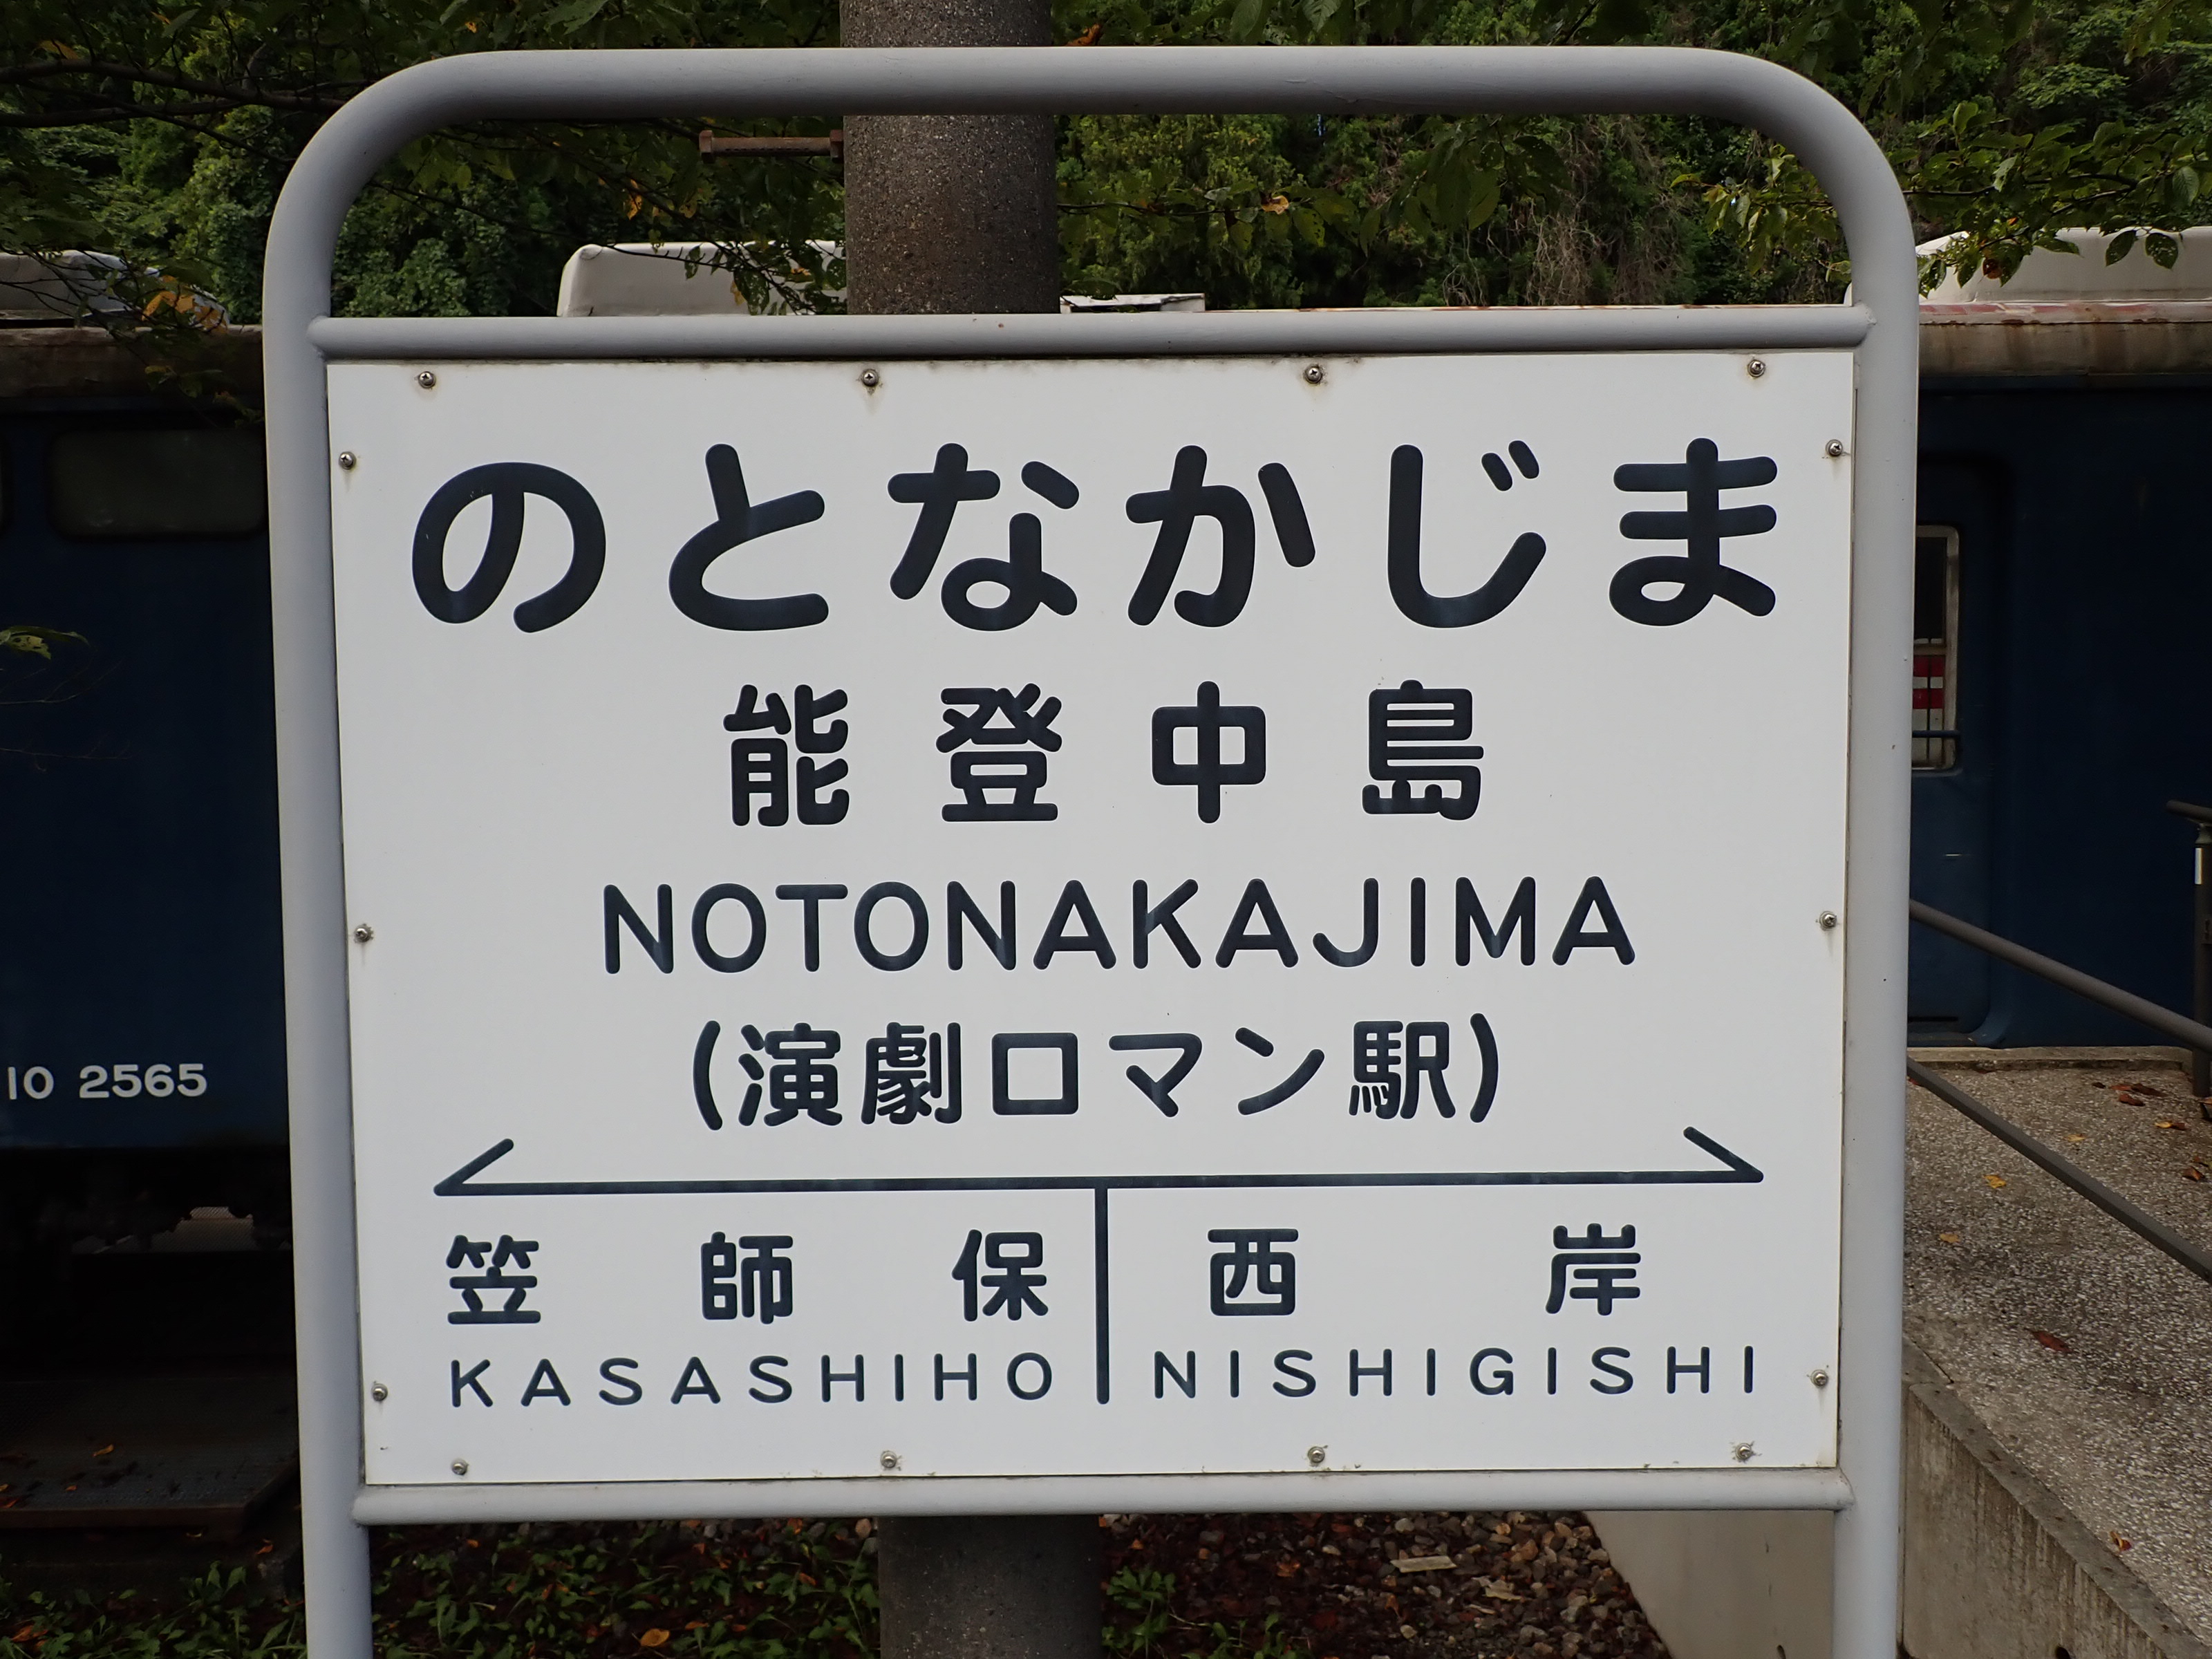 のとなかじま
能登中島
NOTONAKAJIMA
(演劇ロマン駅)
笠師保 西岸
KASASHIHO NISHIGISHI
10 2565